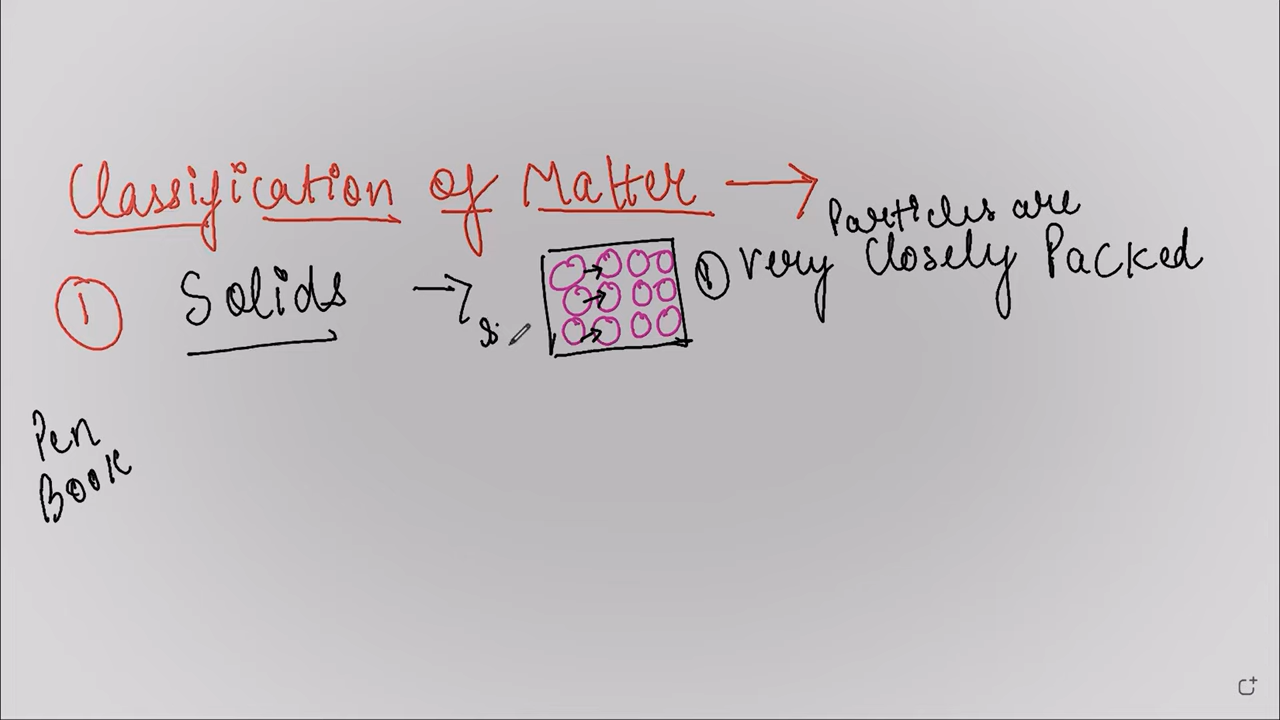 Classification of Matter →
① Solids →
Particles are
① Very Closely Packed
Pen
Book